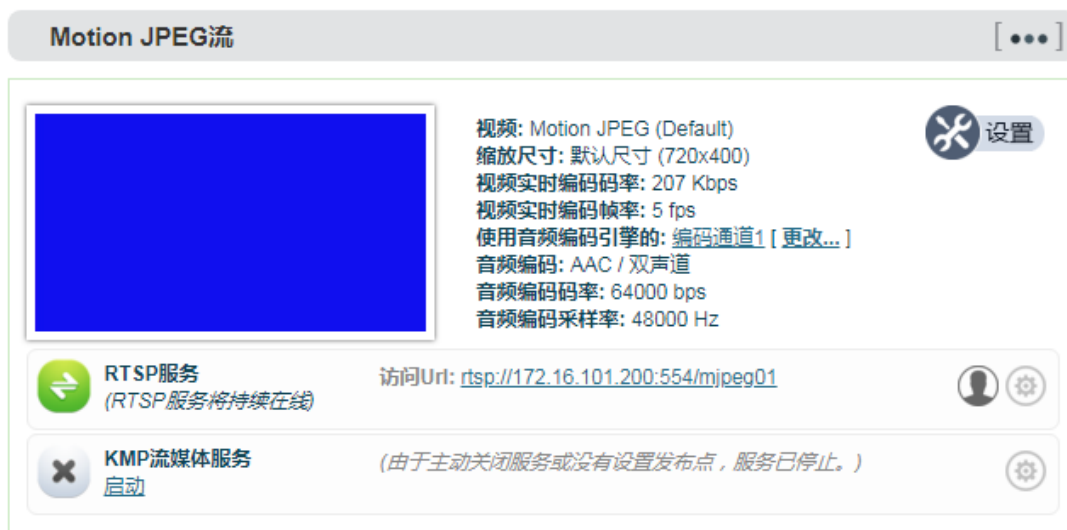 Motion JPEG流
[•••]
视频: Motion JPEG (Default)
设置
缩放尺寸: 默认尺寸 (720x400)
视频实时编码码率: 207 Kbps
视频实时编码帧率: 5 fps
使用音频编码引擎的: 编码通道1 [ 更改... ]
音频编码: AAC / 双声道
音频编码码率: 64000 bps
音频编码采样率: 48000 Hz
RTSP服务
(RTSP服务将持续在线)
访问Url: rtsp://172.16.101.200:554/mjpeg01
KMP流媒体服务
启动
(由于主动关闭服务或没有设置发布点，服务已停止。)